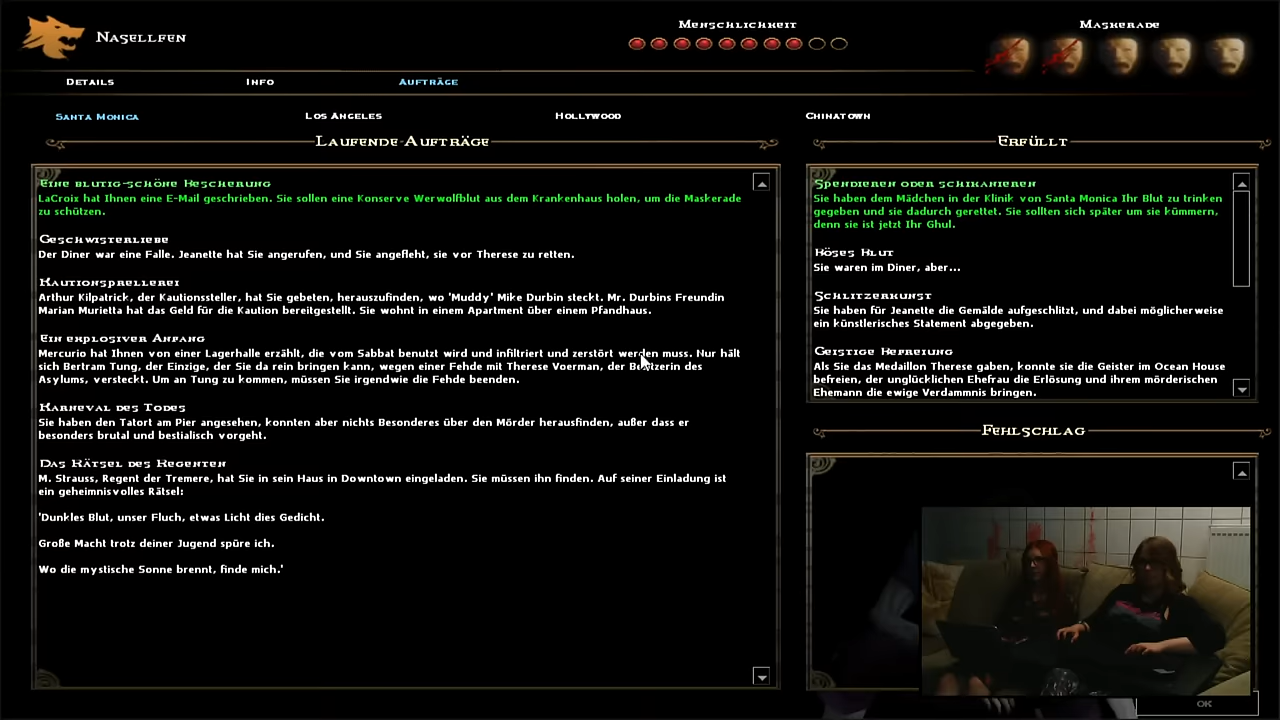 Nasellfen
Menschlichkeit
Maskerade
Details
Info
Aufträge
Santa Monica
Los Angeles
Hollywood
Chinatown
Laufende Aufträge
Eine blutig-schöne Bescherung
LaCroix hat Ihnen eine E-Mail geschrieben. Sie sollen eine Konserve Werwolfblut aus dem Krankenhaus holen, um die Maskerade
zu schützen.
Geschwisterliebe
Der Diner war eine Falle. Jeanette hat Sie angerufen, und Sie angefleht, sie vor Therese zu retten.
Kautionsprellerei
Arthur Kilpatrick, der Kautionssteller, hat Sie gebeten, herauszufinden, wo 'Muddy' Mike Durbin steckt. Mr. Durbins Freundin
Marian Murietta hat das Geld für die Kaution bereitgestellt. Sie wohnt in einem Apartment über einem Pfandhaus.
Ein explosiver Anfang
Mercurio hat Ihnen von einer Lagerhalle erzählt, die vom Sabbat benutzt wird und infiltriert und zerstört werden muss. Nur hält
sich Bertram Tung, der Einzige, der Sie da rein bringen kann, wegen einer Fehde mit Therese Voerman, der Besitzerin des
Asylums, versteckt. Um an Tung zu kommen, müssen Sie irgendwie die Fehde beenden.
Karneval des Todes
Sie haben den Tatort am Pier angesehen, konnten aber nichts Besonderes über den Mörder herausfinden, außer dass er
besonders brutal und bestialisch vorgeht.
Das Rätsel des Regenten
M. Strauss, Regent der Tremere, hat Sie in sein Haus in Downtown eingeladen. Sie müssen ihn finden. Auf seiner Einladung ist
ein geheimnisvolles Rätsel:
'Dunkles Blut, unser Fluch, etwas Licht dies Gedicht.
Große Macht trotz deiner Jugend spüre ich.
Wo die mystische Sonne brennt, finde mich.'
Erfüllt
Spendieren oder schikanieren
Sie haben dem Mädchen in der Klinik von Santa Monica Ihr Blut zu trinken
gegeben und sie dadurch gerettet. Sie sollten sich später um sie kümmern,
denn sie ist jetzt Ihr Ghul.
Böses Blut
Sie waren im Diner, aber...
Schlitzerkunst
Sie haben für Jeanette die Gemälde aufgeschlitzt, und dabei möglicherweise
ein künstlerisches Statement abgegeben.
Geistige Befreiung
Als Sie das Medaillon Therese gaben, konnte sie die Geister im Ocean House
befreien, der unglücklichen Ehefrau die Erlösung und ihrem mörderischen
Ehemann die ewige Verdammnis bringen.
Fehlschlag
OK